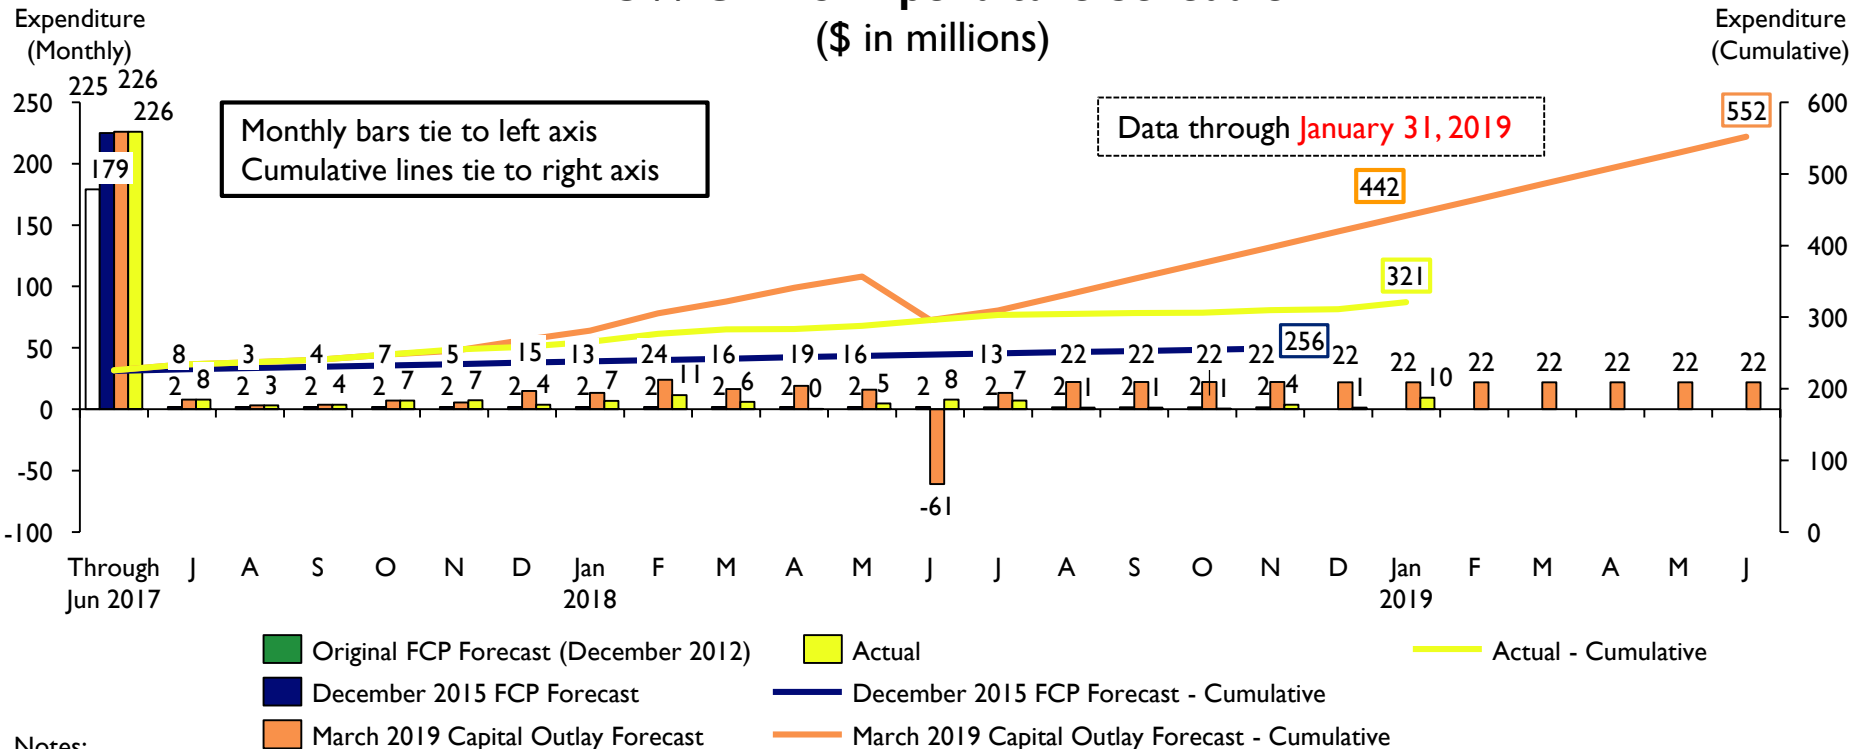 ($ in millions)
Expenditure
(Monthly)
Expenditure
(Cumulative)
225 226
226
179
250
200
150
100
50
0
-50
-100
Monthly bars tie to left axis
Cumulative lines tie to right axis
Data through January 31, 2019
552
442
321
256
600
500
400
300
200
100
0
8 3 4 7 5 15 13 24 16 19 16 13 22 22 22 22 22 22 22 22 22 22 22
2 8 2 3 2 4 2 7 2 7 2 4 2 7 2 11 2 6 2 0 2 5 2 8 2 7 2 1 2 1 2 1 2 4 1 10
-61
Through J A S O N D Jan F M A M J J A S O N D Jan F M A M J
Jun 2017 2018 2019
Original FCP Forecast (December 2012) Actual Actual - Cumulative
December 2015 FCP Forecast December 2015 FCP Forecast - Cumulative
March 2019 Capital Outlay Forecast March 2019 Capital Outlay Forecast - Cumulative
Notes: